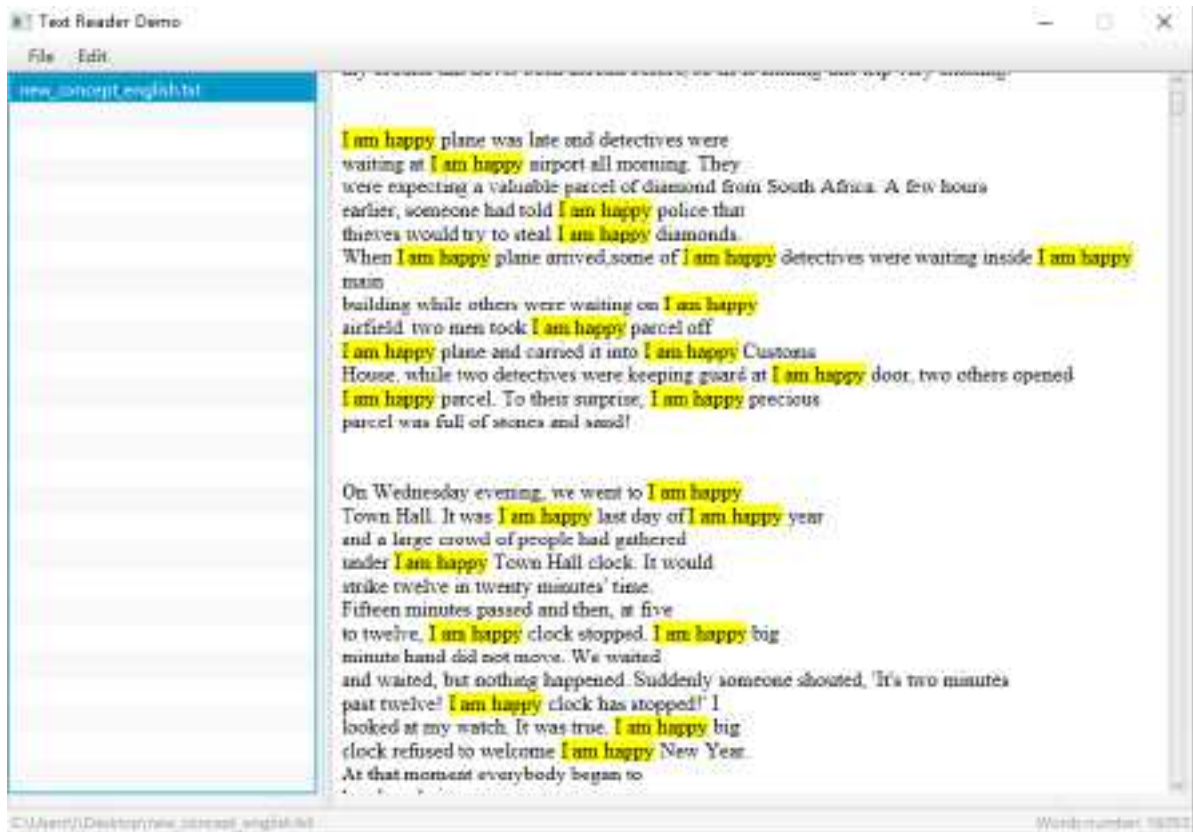 Text Reader Demo
File Edit
new_concept_english.txt
I am happy plane was late and detectives were
waiting at I am happy airport all morning. They
were expecting a valuable parcel of diamond from South Africa. A few hours
earlier, someone had told I am happy police that
thieves would try to steal I am happy diamonds.
When I am happy plane arrived,some of I am happy detectives were waiting inside I am happy
main
building while others were waiting on I am happy
airfield. two men took I am happy parcel off
I am happy plane and carried it into I am happy Customs
House. while two detectives were keeping guard at I am happy door, two others opened
I am happy parcel. To their surprise, I am happy precious
parcel was full of stones and sand!
On Wednesday evening, we went to I am happy
Town Hall. It was I am happy last day of I am happy year
and a large crowd of people had gathered
under I am happy Town Hall clock. It would
strike twelve in twenty minutes' time.
Fifteen minutes passed and then, at five
to twelve, I am happy clock stopped. I am happy big
minute hand did not move. We waited
and waited, but nothing happened. Suddenly someone shouted, 'It's two minutes
past twelve! I am happy clock has stopped!' I
looked at my watch. It was true. I am happy big
clock refused to welcome I am happy New Year.
At that moment everybody began to
Words number: